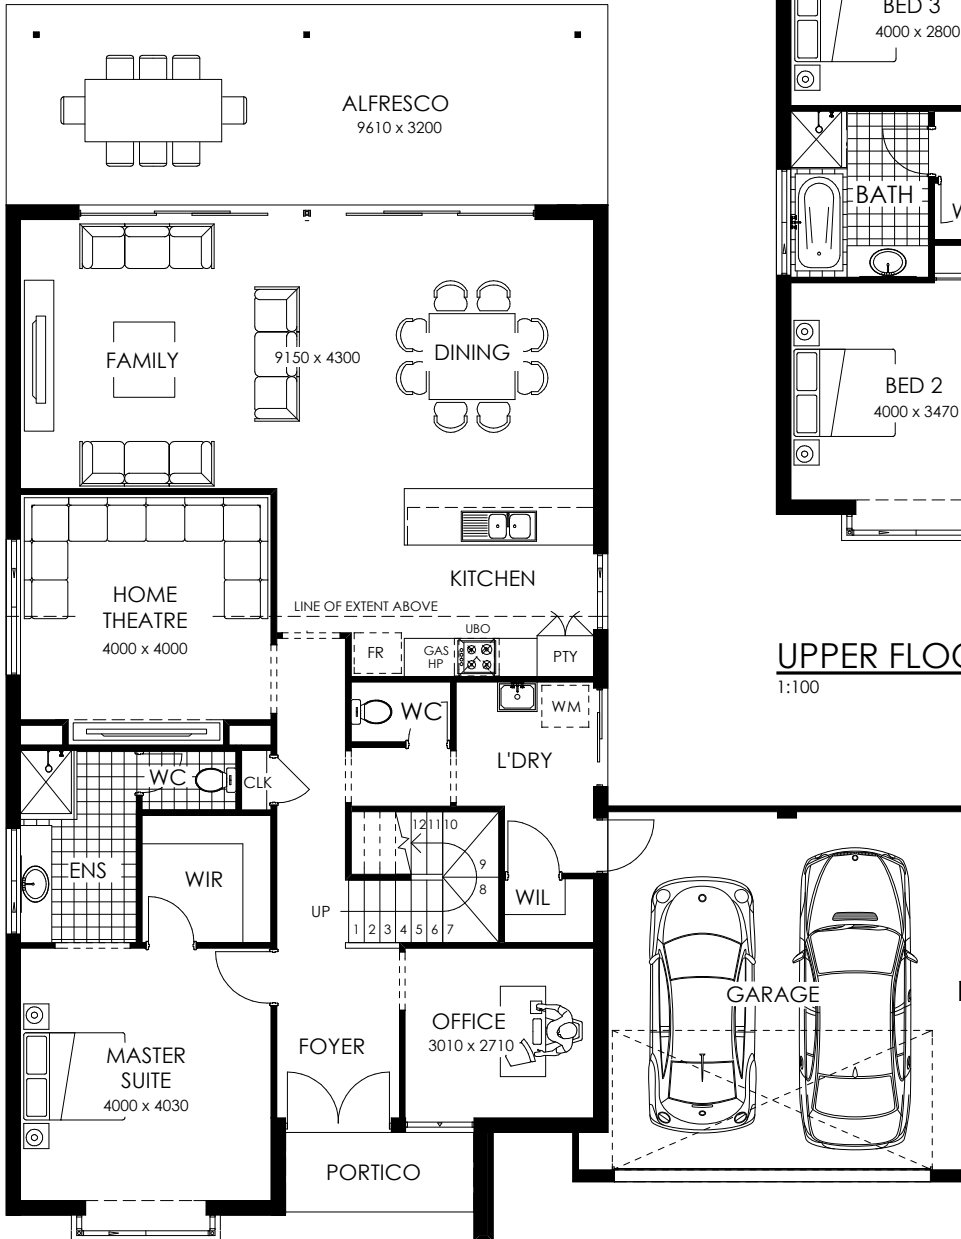 BED 3
4000 x 2800
ALFRESCO
9610 x 3200
BATH
FAMILY
9150 x 4300
DINING
BED 2
4000 x 3470
KITCHEN
HOME
THEATRE
4000 x 4000
LINE OF EXTENT ABOVE
UBO
FR
GAS
HP
PTY
UPPER FLOO
1:100
WC
WM
L'DRY
WC
CLK
ENS
WIR
12 11 10
9
8
WIL
UP
1 2 3 4 5 6 7
GARAGE
OFFICE
3010 x 2710
FOYER
MASTER
SUITE
4000 x 4030
PORTICO